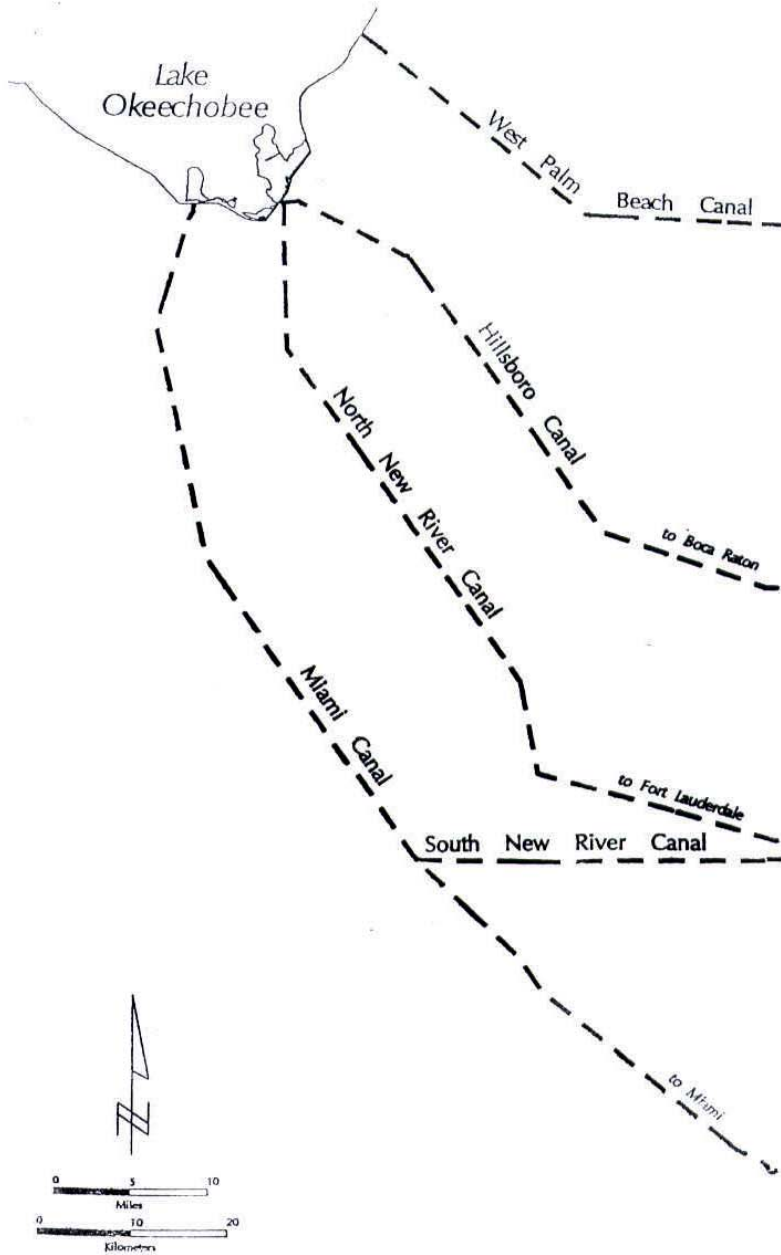 Lake
Okeechobee
West Palm
Beach Canal
Hillsboro Canal
to Boca Raton
North New River Canal
to Fort Lauderdale
Miami Canal
South New River Canal
to Miami
N
0 5 10
Miles
0 10 20
Kilometers